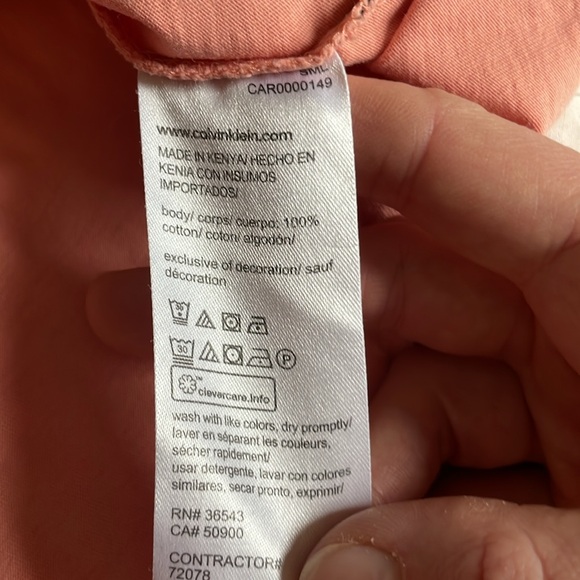 SML
CAR0000149
www.calvinklein.com
MADE IN KENYA/ HECHO EN
KENIA CON INSUMOS
IMPORTADOS/
body/ corps/ cuerpo: 100%
cotton/ coton/ algodón/
exclusive of decoration/ sauf
décoration
30
P
clevercare.info
wash with like colors, dry promptly/
laver en séparant les couleurs,
sécher rapidement/
usar detergente, lavar con colores
similares, secar pronto, exprimir/
RN# 36543
CA# 50900
CONTRACTOR#
72078